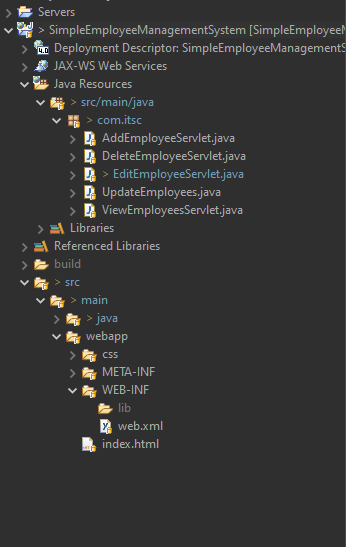 Servers
> SimpleEmployeeManagementSystem [SimpleEmployeeM
Deployment Descriptor: SimpleEmployeeManagementS
JAX-WS Web Services
Java Resources
> src/main/java
> com.itsc
AddEmployeeServlet.java
DeleteEmployeeServlet.java
> EditEmployeeServlet.java
UpdateEmployees.java
ViewEmployeesServlet.java
Libraries
Referenced Libraries
build
> src
> main
> java
webapp
css
META-INF
WEB-INF
lib
web.xml
index.html